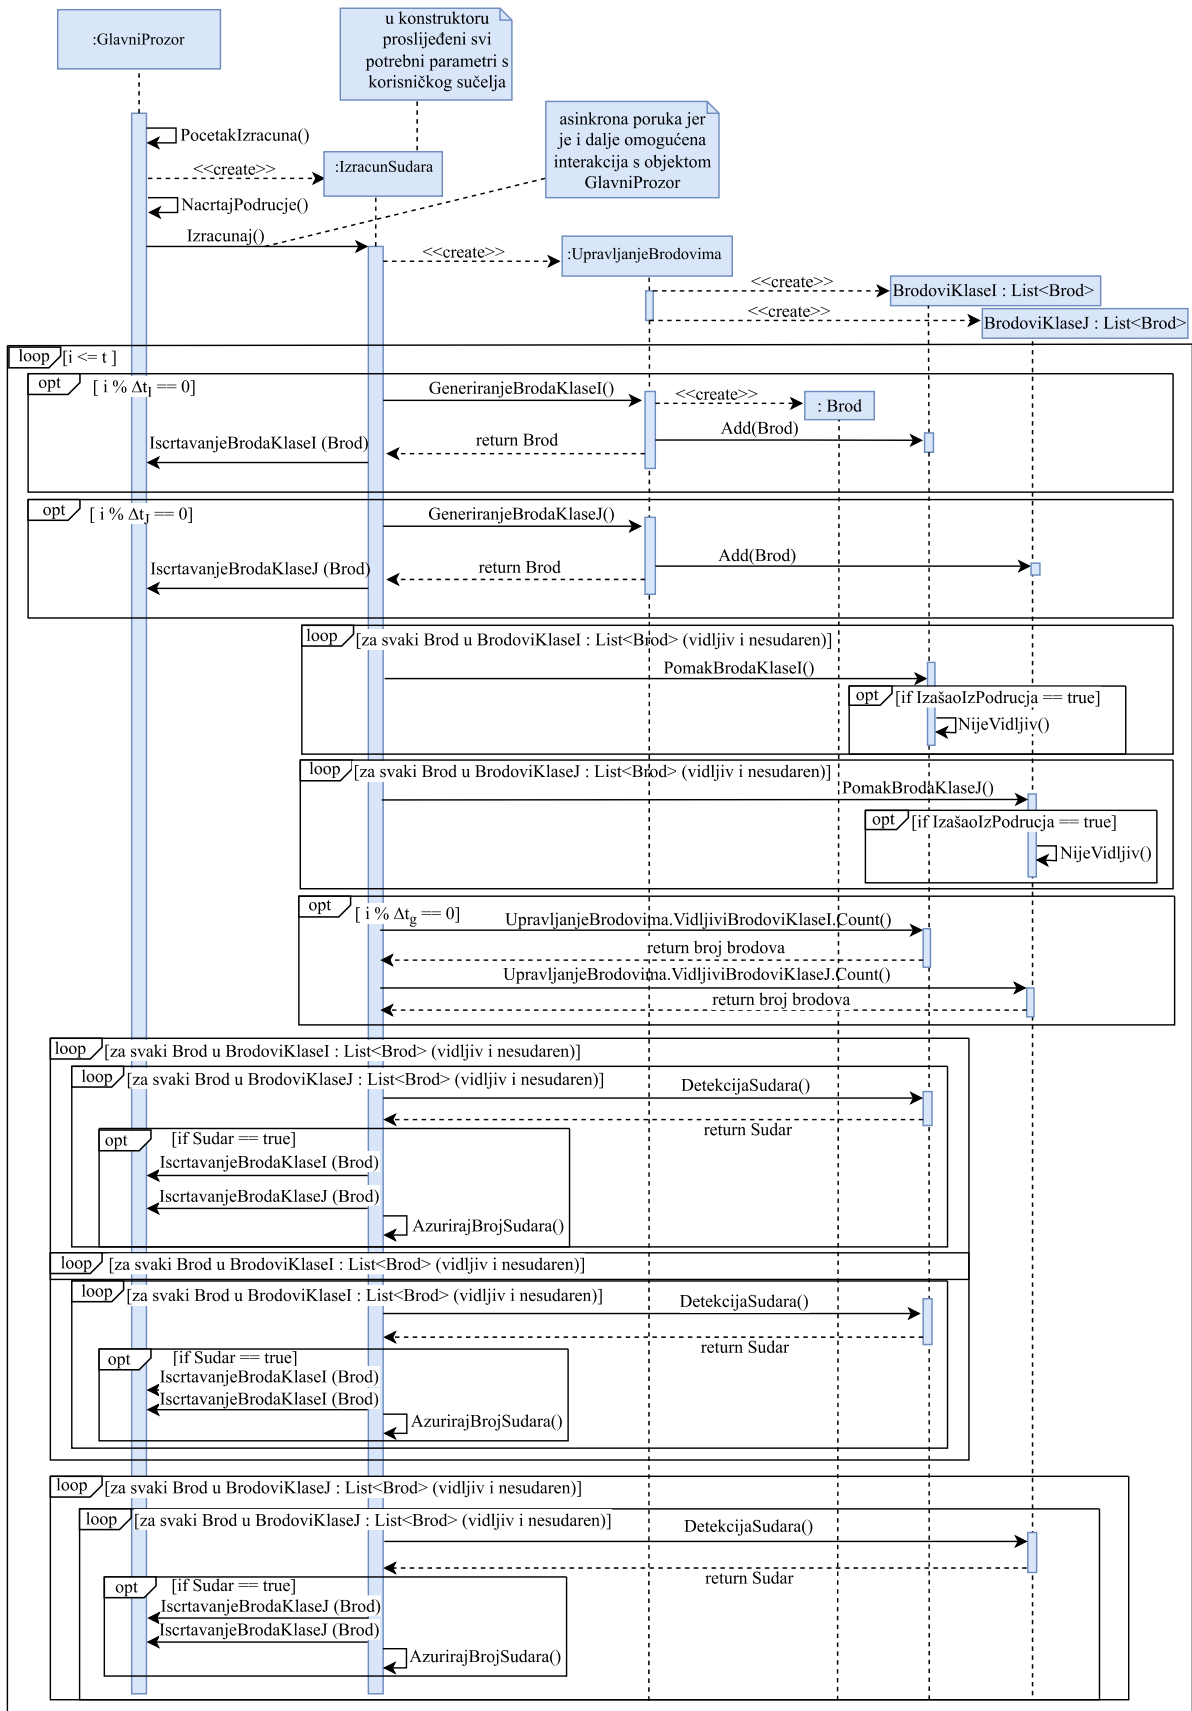 :GlavniProzor
u konstruktoru
proslijeđeni svi
potrebni parametri s
korisničkog sučelja
asinkrona poruka jer
je i dalje omogućena
interakcija s objektom
GlavniProzor
PocetakIzracuna()
<<create>>
:IzracunSudara
NacrtajPodrucje()
Izracunaj()
<<create>>
:UpravljanjeBrodovima
<<create>>
BrodoviKlaseI : List<Brod>
<<create>>
BrodoviKlaseJ : List<Brod>
loop [i <= t ]
opt [ i % Δt_I == 0]
GeneriranjeBrodaKlaseI()
<<create>>
: Brod
Add(Brod)
return Brod
IscrtavanjeBrodaKlaseI (Brod)
opt [ i % Δt_J == 0]
GeneriranjeBrodaKlaseJ()
Add(Brod)
return Brod
IscrtavanjeBrodaKlaseJ (Brod)
loop [za svaki Brod u BrodoviKlaseI : List<Brod> (vidljiv i nesudaren)]
PomakBrodaKlaseI()
opt [if IzašaoIzPodrucja == true]
NijeVidljiv()
loop [za svaki Brod u BrodoviKlaseJ : List<Brod> (vidljiv i nesudaren)]
PomakBrodaKlaseJ()
opt [if IzašaoIzPodrucja == true]
NijeVidljiv()
opt [ i % Δt_g == 0]
UpravljanjeBrodovima.VidljiviBrodoviKlaseI.Count()
return broj brodova
UpravljanjeBrodovima.VidljiviBrodoviKlaseJ.Count()
return broj brodova
loop [za svaki Brod u BrodoviKlaseI : List<Brod> (vidljiv i nesudaren)]
loop [za svaki Brod u BrodoviKlaseJ : List<Brod> (vidljiv i nesudaren)]
DetekcijaSudara()
return Sudar
opt [if Sudar == true]
IscrtavanjeBrodaKlaseI (Brod)
IscrtavanjeBrodaKlaseJ (Brod)
AzurirajBrojSudara()
loop [za svaki Brod u BrodoviKlaseI : List<Brod> (vidljiv i nesudaren)]
loop [za svaki Brod u BrodoviKlaseI : List<Brod> (vidljiv i nesudaren)]
DetekcijaSudara()
return Sudar
opt [if Sudar == true]
IscrtavanjeBrodaKlaseI (Brod)
IscrtavanjeBrodaKlaseI (Brod)
AzurirajBrojSudara()
loop [za svaki Brod u BrodoviKlaseJ : List<Brod> (vidljiv i nesudaren)]
loop [za svaki Brod u BrodoviKlaseJ : List<Brod> (vidljiv i nesudaren)]
DetekcijaSudara()
return Sudar
opt [if Sudar == true]
IscrtavanjeBrodaKlaseJ (Brod)
IscrtavanjeBrodaKlaseJ (Brod)
AzurirajBrojSudara()